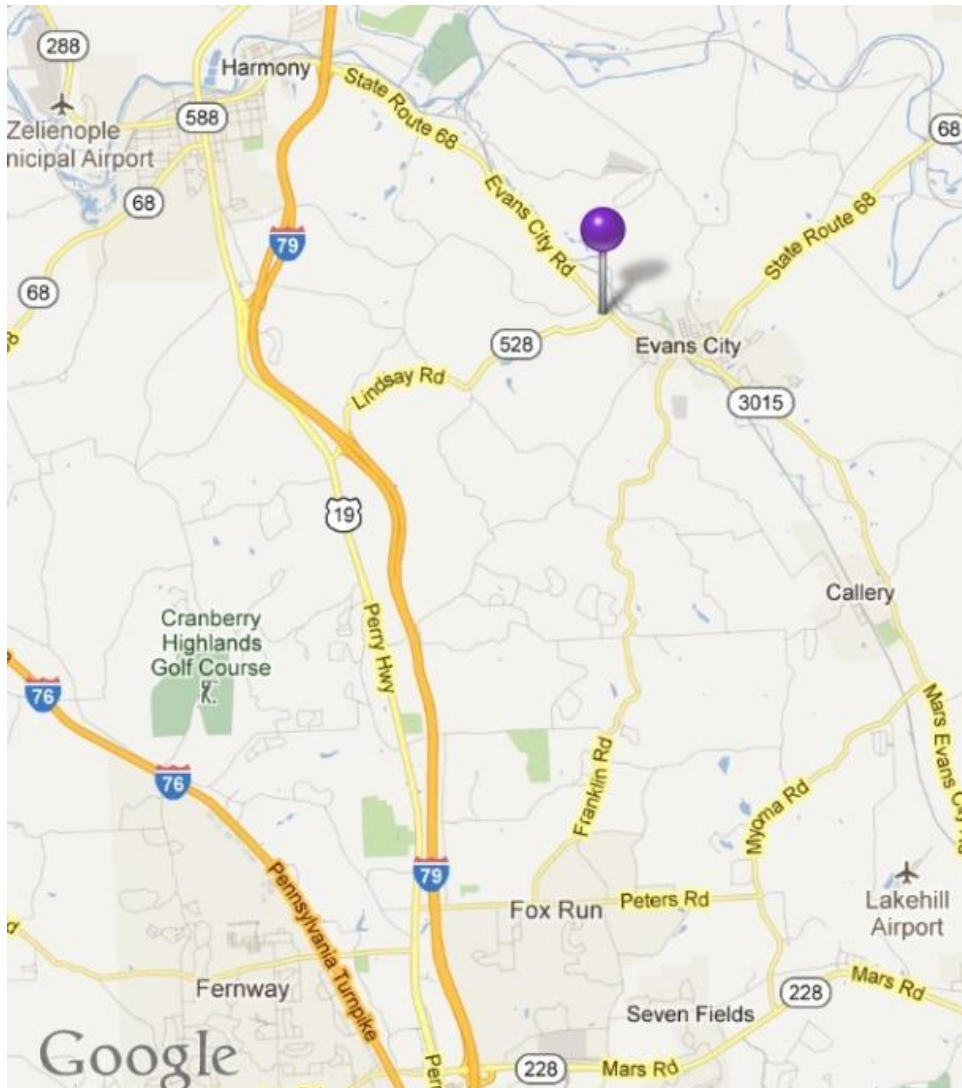 288
Harmony
State Route 68
588
68
Zelienople
nicipal Airport
Evans City Rd
68
State Route 68
79
68
528
Evans City
Lindsay Rd
3015
19
Callery
Cranberry
Highlands
Golf Course
Perry Hwy
76
Mars Evans City Rd
76
Franklin Rd
Myoma Rd
79
Lakehill
Airport
Fox Run
Peters Rd
Pennsylvania Turnpike
Fernway
228
Mars Rd
Seven Fields
Google
Perr
228
Mars Rd